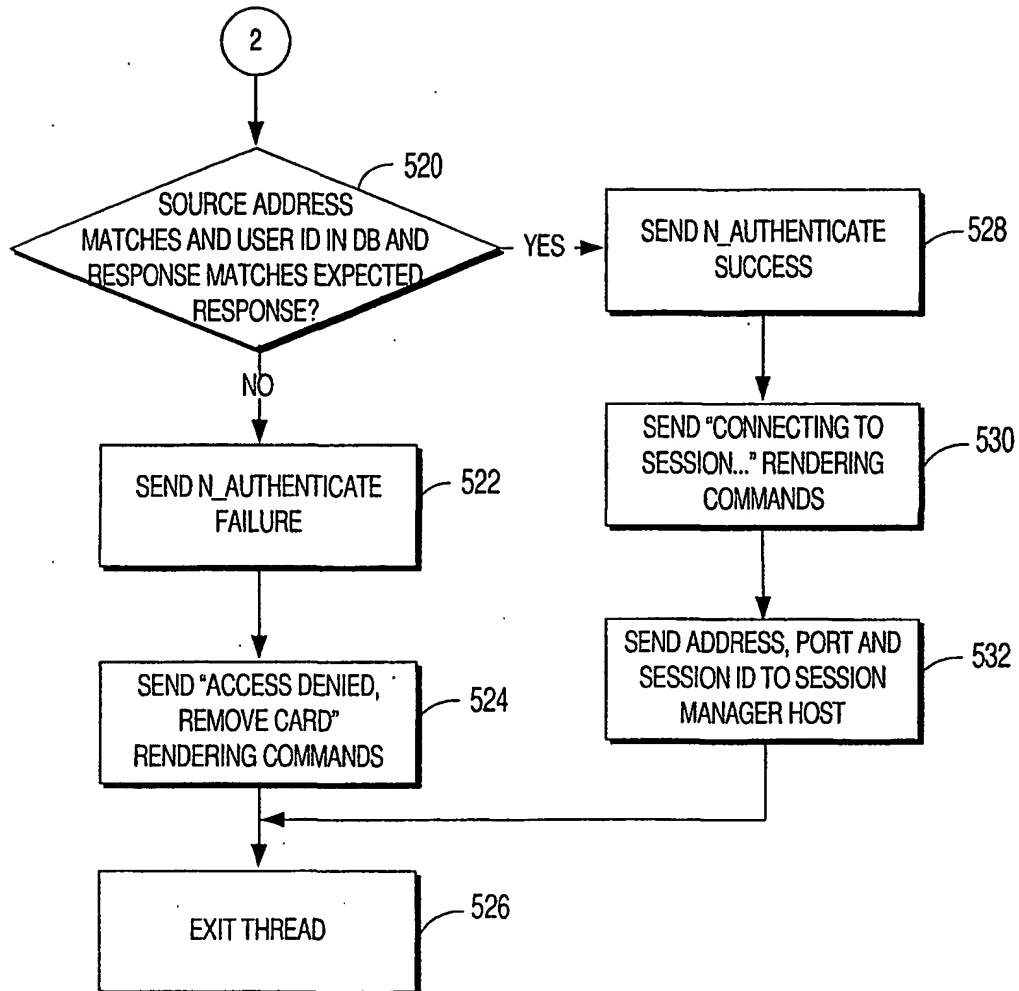 2
520
SOURCE ADDRESS
MATCHES AND USER ID IN DB AND
RESPONSE MATCHES EXPECTED
RESPONSE?
YES
SEND N_AUTHENTICATE
SUCCESS
528
NO
SEND N_AUTHENTICATE
FAILURE
522
SEND "CONNECTING TO
SESSION..." RENDERING
COMMANDS
530
SEND "ACCESS DENIED,
REMOVE CARD"
RENDERING COMMANDS
524
SEND ADDRESS, PORT AND
SESSION ID TO SESSION
MANAGER HOST
532
EXIT THREAD
526